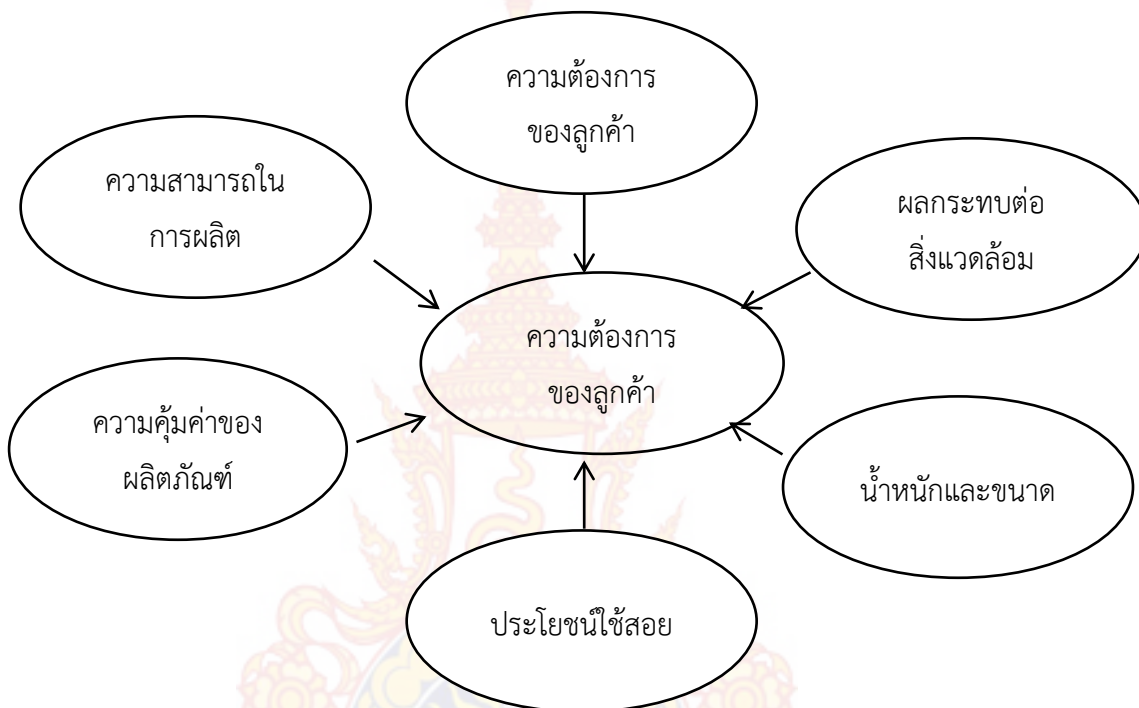 ความต้องการ
ของลูกค้า
ความสามารถใน
การผลิต
ผลกระทบต่อ
สิ่งแวดล้อม
ความต้องการ
ของลูกค้า
ความคุ้มค่าของ
ผลิตภัณฑ์
น้ำหนักและขนาด
ประโยชน์ใช้สอย